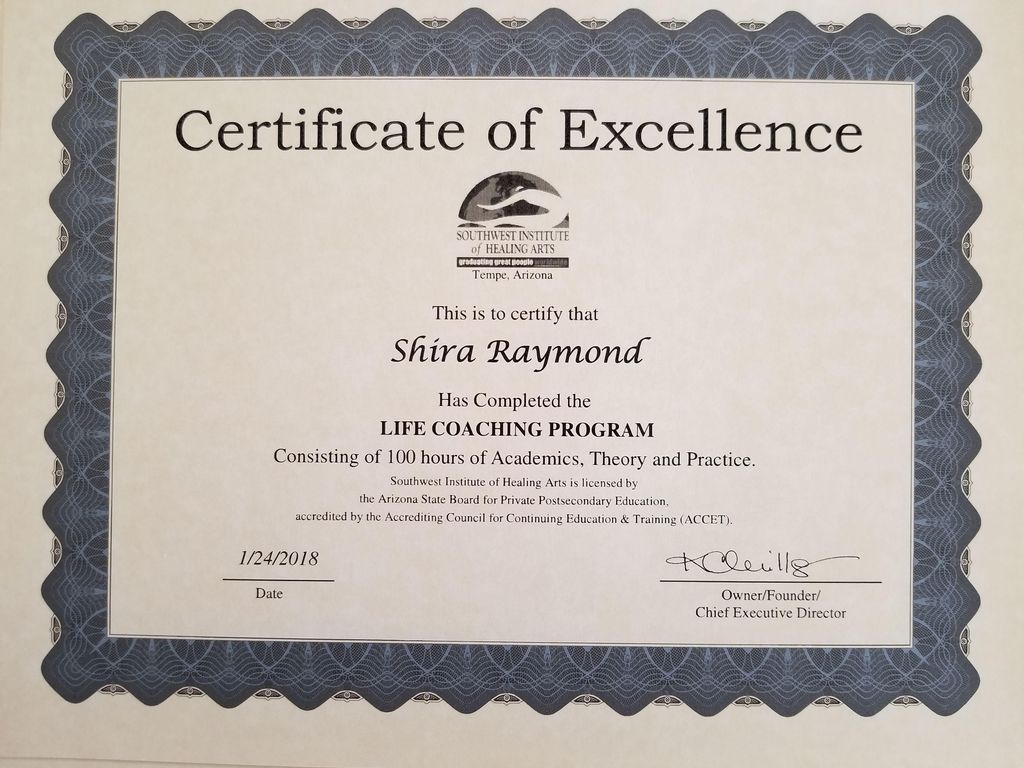 Certificate of Excellence
SOUTHWEST INSTITUTE
of HEALING ARTS
graduating great people worldwide
Tempe, Arizona
This is to certify that
Shira Raymond
Has Completed the
LIFE COACHING PROGRAM
Consisting of 100 hours of Academics, Theory and Practice.
Southwest Institute of Healing Arts is licensed by
the Arizona State Board for Private Postsecondary Education,
accredited by the Accrediting Council for Continuing Education & Training (ACCET).
1/24/2018
Date
Owner/Founder/
Chief Executive Director